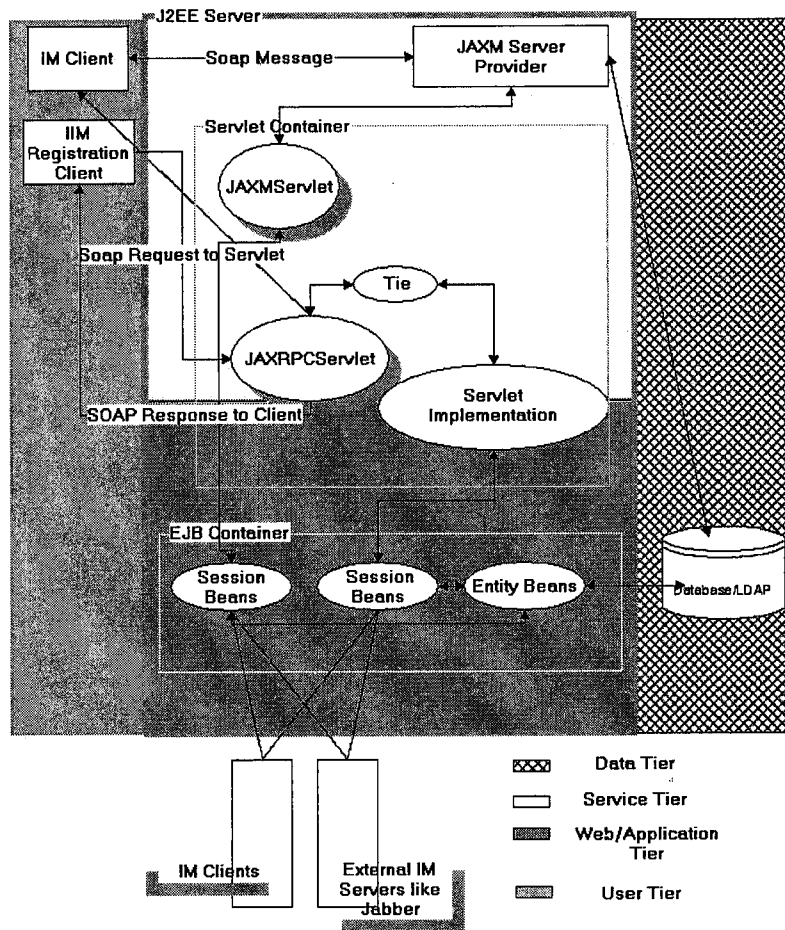 J2EE Server
IM Client
Soap Message
JAXM Server
Provider
Servlet Container
IIM
Registration
Client
JAXMServlet
Soap Request to Servlet
Tie
JAXRPCServlet
Servlet
Implementation
SOAP Response to Client
EJB Container
Session
Beans
Session
Beans
Entity Beans
Database/LDAP
Data Tier
Service Tier
Web/Application
Tier
User Tier
IM Clients
External IM
Servers like
Jabber